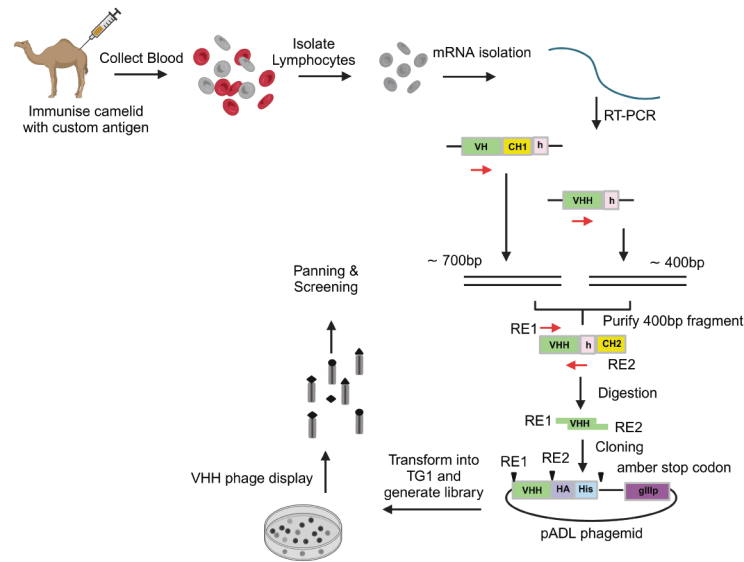 Collect Blood
Isolate
Lymphocytes
mRNA isolation
Immunise camelid
with custom antigen
RT-PCR
VH CH1 h
VHH h
~ 700bp
~ 400bp
Purify 400bp fragment
RE1
VHH h CH2
RE2
Digestion
RE1 VHH RE2
Cloning
RE1 RE2 amber stop codon
VHH HA His gIIIp
pADL phagemid
Transform into
TG1 and
generate library
VHH phage display
Panning &
Screening